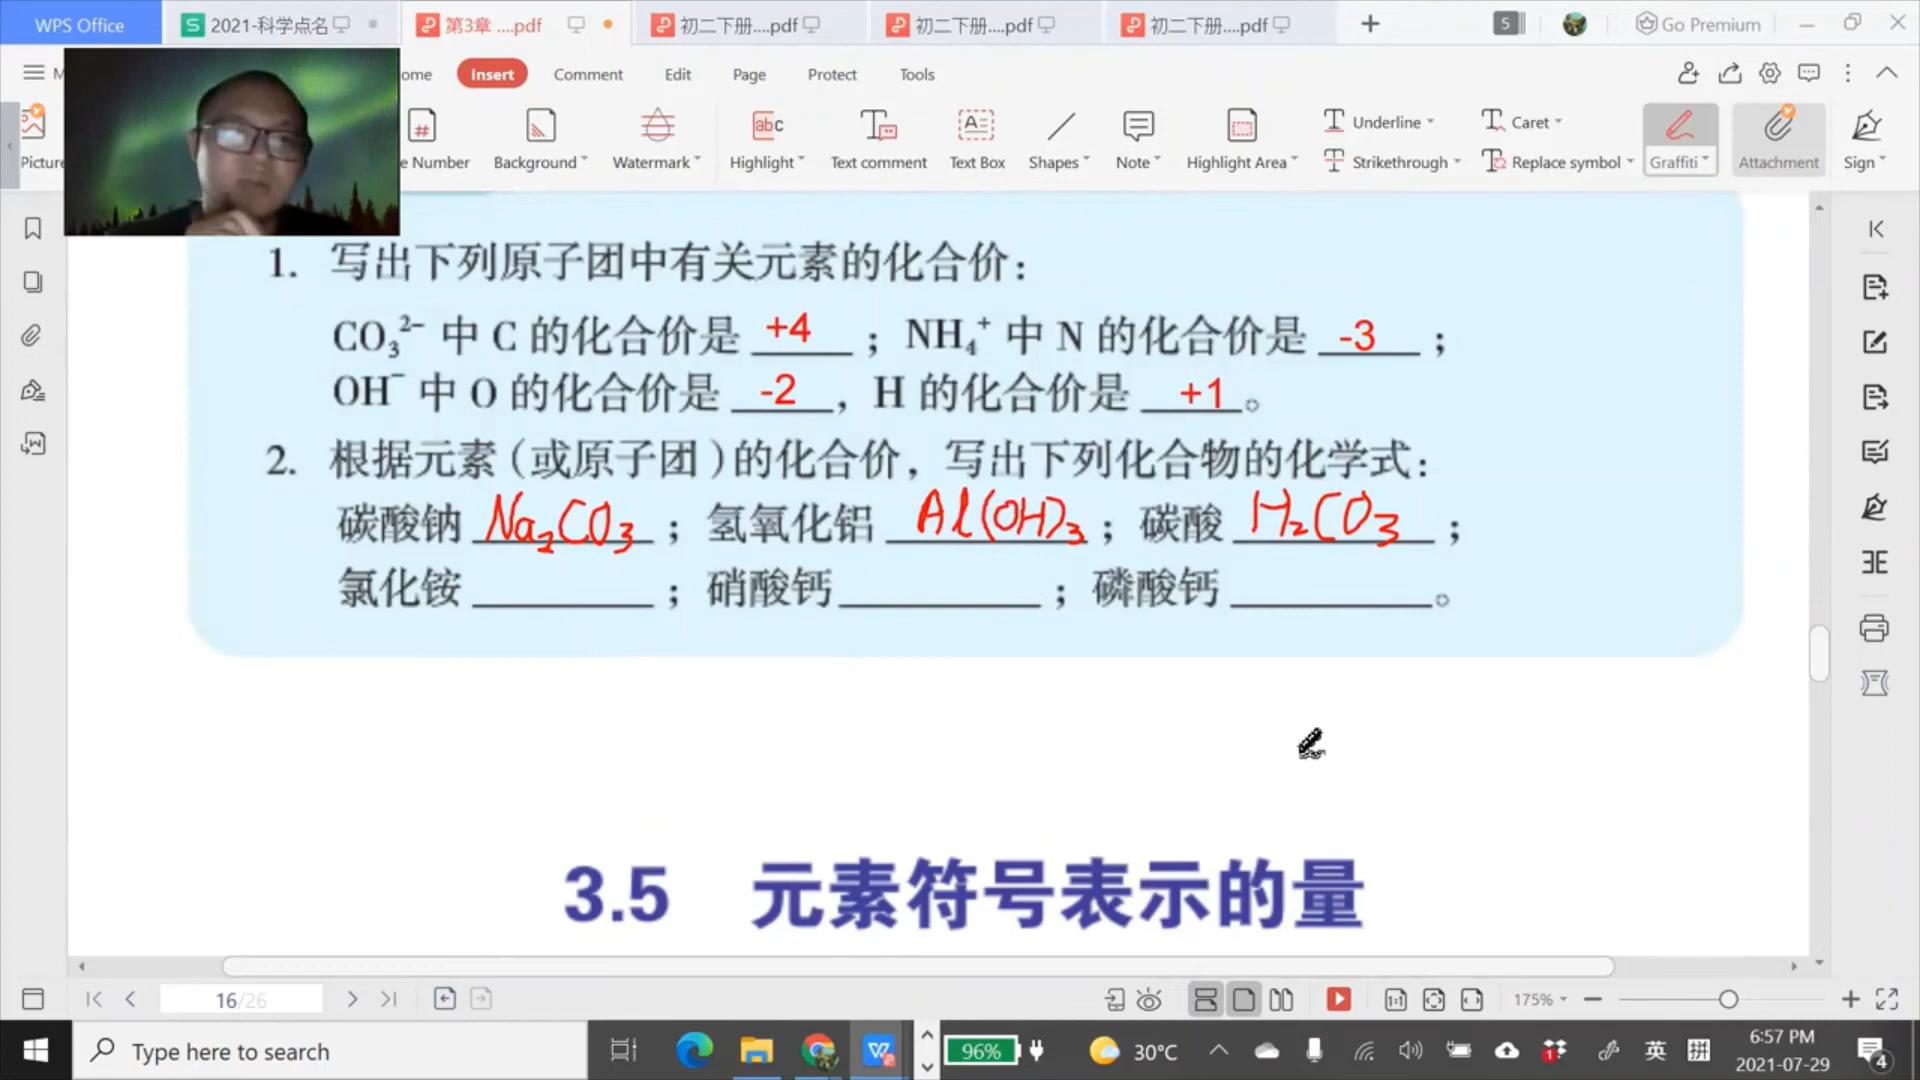 WPS Office 2021-科学点名 第3章 ....pdf 初二下册....pdf 初二下册....pdf 初二下册....pdf 5 Go Premium
M ome Insert Comment Edit Page Protect Tools
Picture e Number Background Watermark Highlight Text comment Text Box Shapes Note Highlight Area Underline Strikethrough Caret Replace symbol Graffiti Attachment Sign
1. 写出下列原子团中有关元素的化合价：
CO₃²⁻ 中 C 的化合价是 +4 ；NH₄⁺ 中 N 的化合价是 -3 ；
OH⁻ 中 O 的化合价是 -2 ，H 的化合价是 +1 。
2. 根据元素（或原子团）的化合价，写出下列化合物的化学式：
碳酸钠 Na₂CO₃ ；氢氧化铝 Al(OH)₃ ；碳酸 H₂CO₃ ；
氯化铵 ______ ；硝酸钙 ______ ；磷酸钙 ______ 。
3.5 元素符号表示的量
16/26 175%
Type here to search 96% 30°C 1 英 拼 6:57 PM 2021-07-29 4